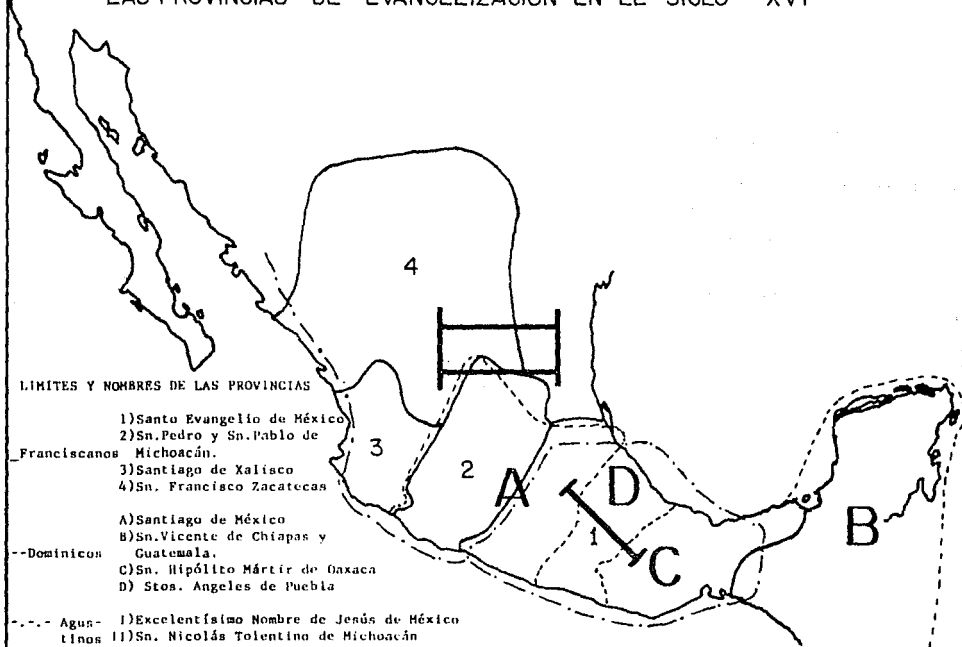 LAS PROVINCIAS DE EVANGELIZACION EN EL SIGLO XVI
4
LIMITES Y NOMBRES DE LAS PROVINCIAS
1)Santo Evangelio de México
2)Sn.Pedro y Sn.Pablo de
_Franciscanos Michoacán.
3)Santiago de Xalisco
4)Sn. Francisco Zacatecas
3
2
A
D
1
C
B
II
I
A)Santiago de México
B)Sn.Vicente de Chiapas y
--Dominicos Guatemala.
C)Sn. Hipólito Mártir de Oaxaca
D) Stos. Angeles de Puebla
-.-.- Agus- I)Excelentísimo Nombre de Jesús de México
tinos II)Sn. Nicolás Tolentino de Michoacán